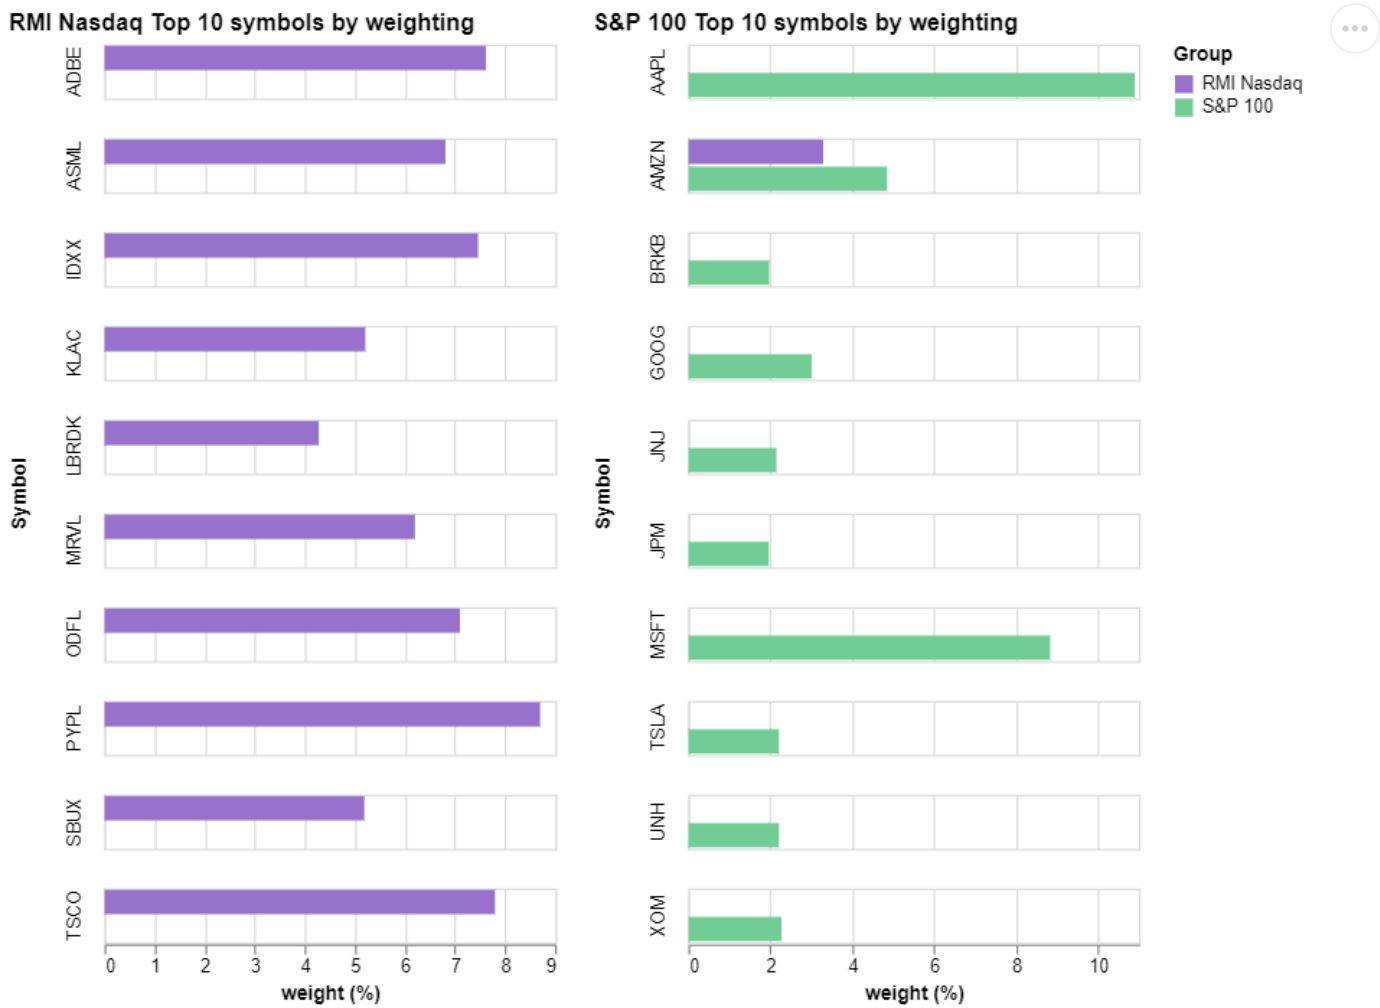 RMI Nasdaq Top 10 symbols by weighting
Symbol
ADBE
ASML
IDXX
KLAC
LBRDK
MRVL
ODFL
PYPL
SBUX
TSCO
0 1 2 3 4 5 6 7 8 9
weight (%)
S&P 100 Top 10 symbols by weighting
Symbol
AAPL
AMZN
BRKB
GOOG
JNJ
JPM
MSFT
TSLA
UNH
XOM
0 2 4 6 8 10
weight (%)
Group
RMI Nasdaq
S&P 100